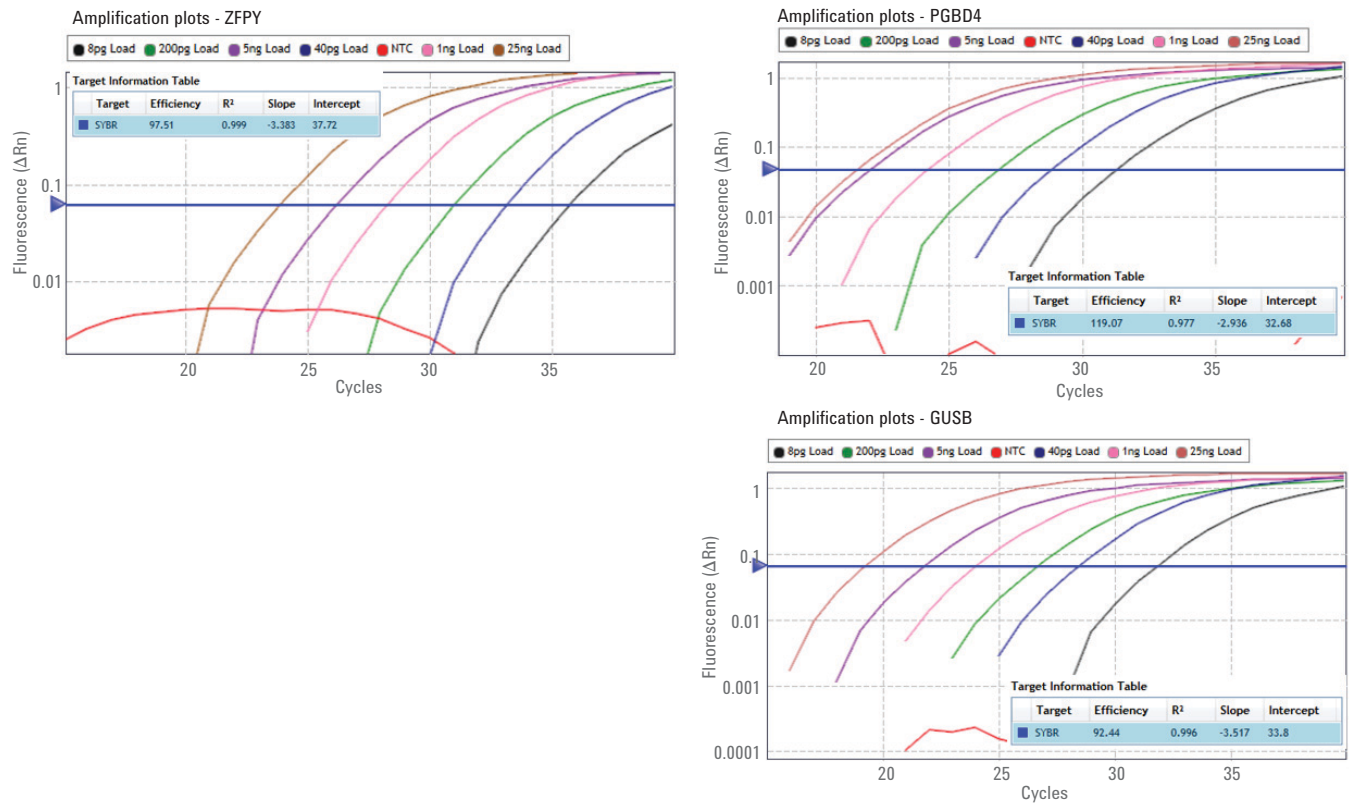 Amplification plots - ZFPY
8pg Load 200pg Load 5ng Load 40pg Load NTC 1ng Load 25ng Load
Target Information Table
Target Efficiency R² Slope Intercept
SYBR 97.51 0.999 -3.383 37.72
Fluorescence (ΔRn)
1
0.1
0.01
20 25 30 35
Cycles
Amplification plots - PGBD4
8pg Load 200pg Load 5ng Load NTC 40pg Load 1ng Load 25ng Load
Fluorescence (ΔRn)
1
0.1
0.01
0.001
Target Information Table
Target Efficiency R² Slope Intercept
SYBR 119.07 0.977 -2.936 32.68
20 25 30 35
Cycles
Amplification plots - GUSB
8pg Load 200pg Load 5ng Load NTC 40pg Load 1ng Load 25ng Load
Fluorescence (ΔRn)
1
0.1
0.01
0.001
0.0001
Target Information Table
Target Efficiency R² Slope Intercept
SYBR 92.44 0.996 -3.517 33.8
20 25 30 35
Cycles